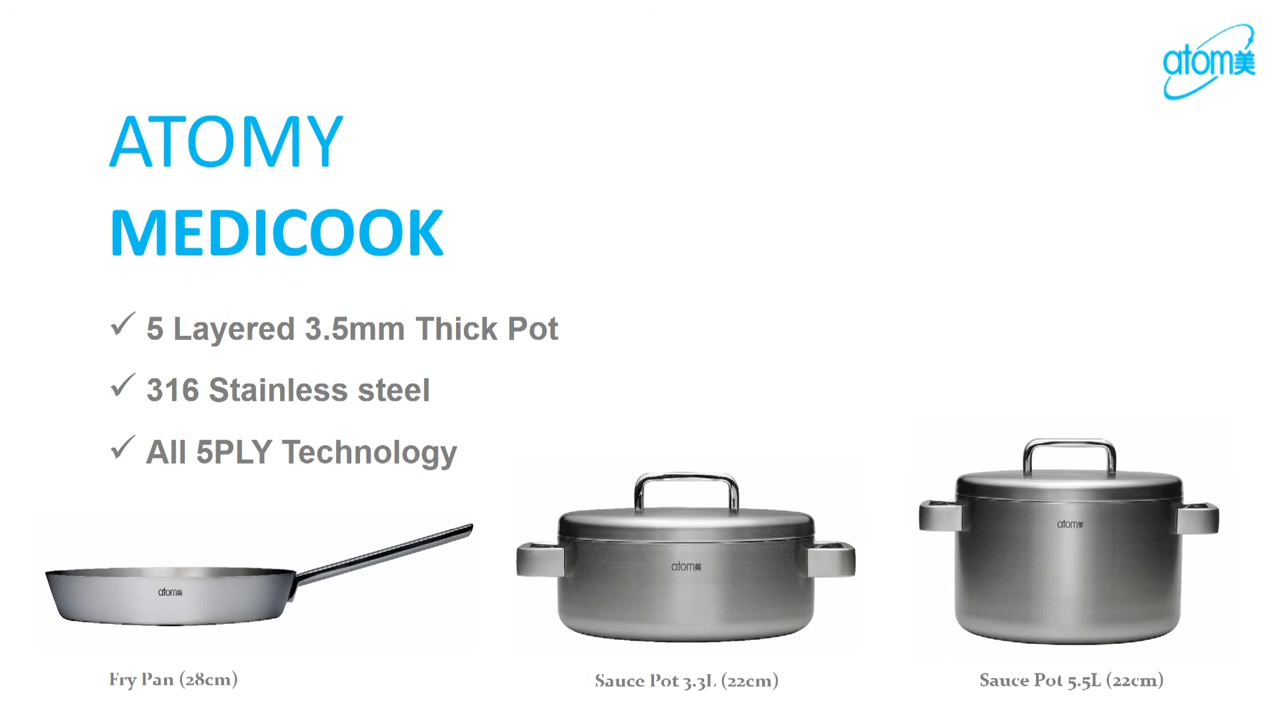 atom美
ATOMY
MEDICOOK
✓ 5 Layered 3.5mm Thick Pot
✓ 316 Stainless steel
✓ All 5PLY Technology
atom美
atom美
atom美
Fry Pan (28cm)
Sauce Pot 3.3L (22cm)
Sauce Pot 5.5L (22cm)